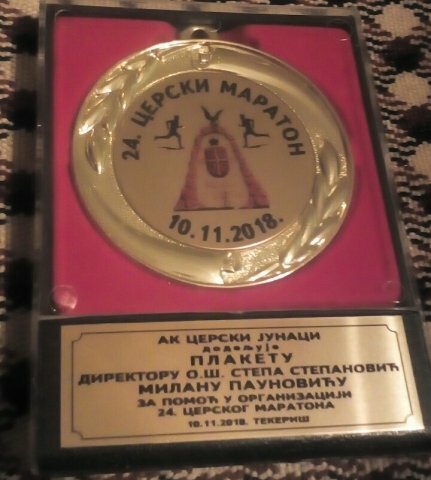 24. ЦЕРСКИ МАРАТОН
10.11.2018.
АК ЦЕРСКИ ЈУНАЦИ
додељује
ПЛАКЕТУ
ДИРЕКТОРУ О.Ш. СТЕПА СТЕПАНОВИЋ
МИЛАНУ ПАУНОВИЋУ
ЗА ПОМОЋ У ОРГАНИЗАЦИЈИ
24. ЦЕРСКОГ МАРАТОНА
10.11.2018. ТЕКЕРИШ